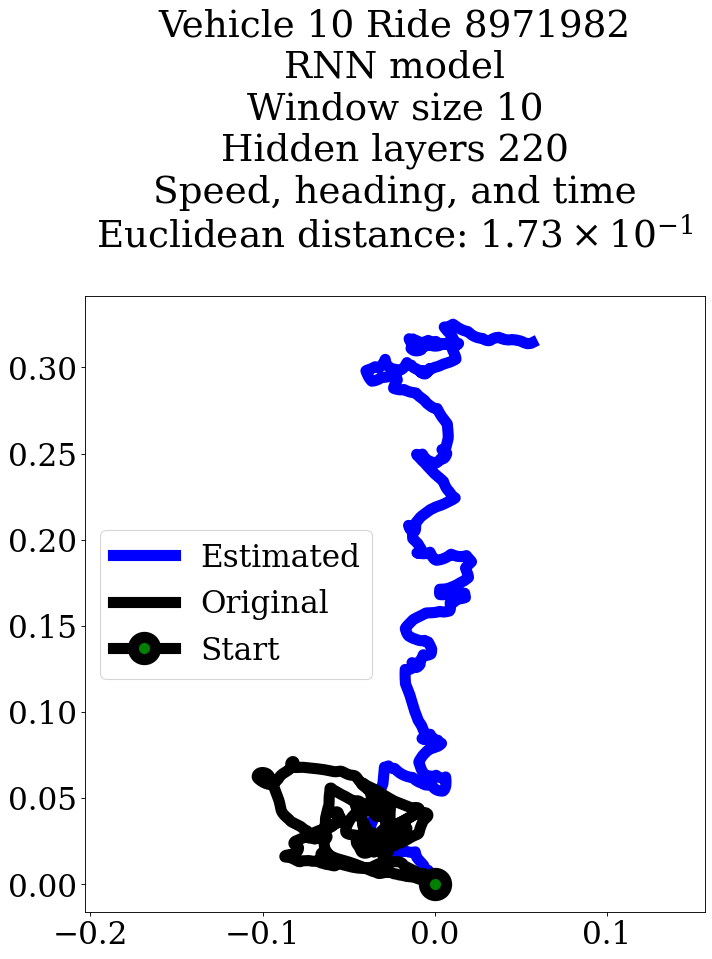 Vehicle 10 Ride 8971982
RNN model
Window size 10
Hidden layers 220
Speed, heading, and time
Euclidean distance: 1.73 × 10⁻¹
0.30
0.25
0.20
0.15
0.10
0.05
0.00
Estimated
Original
Start
−0.2
−0.1
0.0
0.1